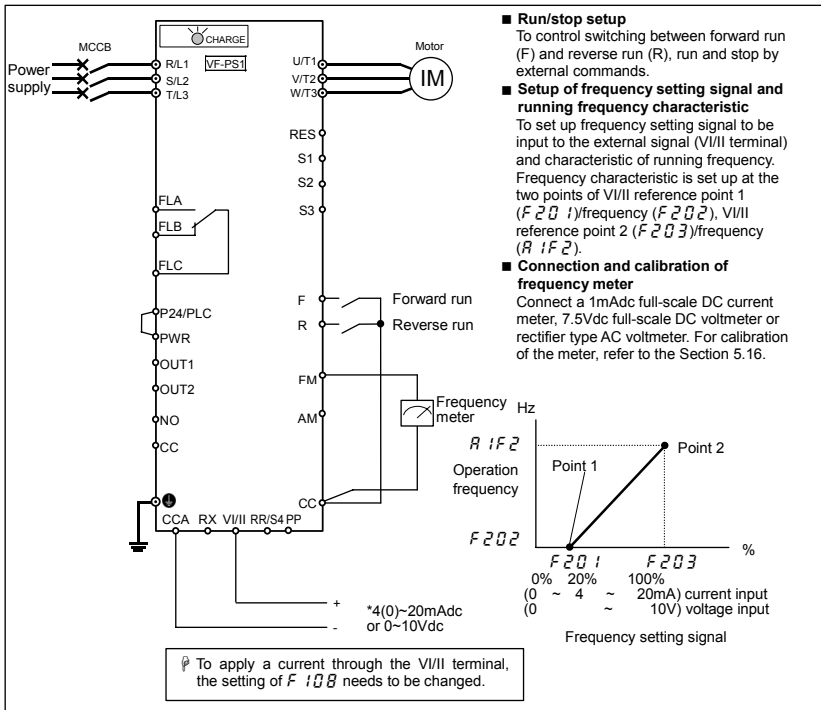 CHARGE
MCCB
Motor
Power
supply
R/L1
S/L2
T/L3
VF-PS1
U/T1
V/T2
W/T3
IM
RES
S1
S2
S3
FLA
FLB
FLC
P24/PLC
PWR
OUT1
OUT2
NO
CC
F
R
Forward run
Reverse run
FM
AM
Frequency
meter
CC
CCA RX VI/II RR/S4 PP
+
-
*4(0)~20mAdc
or 0~10Vdc
To apply a current through the VI/II terminal,
the setting of F108 needs to be changed.
■ Run/stop setup
To control switching between forward run
(F) and reverse run (R), run and stop by
external commands.
■ Setup of frequency setting signal and
running frequency characteristic
To set up frequency setting signal to be
input to the external signal (VI/II terminal)
and characteristic of running frequency.
Frequency characteristic is set up at the
two points of VI/II reference point 1
(F201)/frequency (F202), VI/II
reference point 2 (F203)/frequency
(A1F2).
■ Connection and calibration of
frequency meter
Connect a 1mAdc full-scale DC current
meter, 7.5Vdc full-scale DC voltmeter or
rectifier type AC voltmeter. For calibration
of the meter, refer to the Section 5.16.
Hz
A1F2
Operation
frequency
F202
Point 1
Point 2
%
F201 F203
0% 20% 100%
(0 ~ 4 ~ 20mA) current input
(0 ~ 10V) voltage input
Frequency setting signal